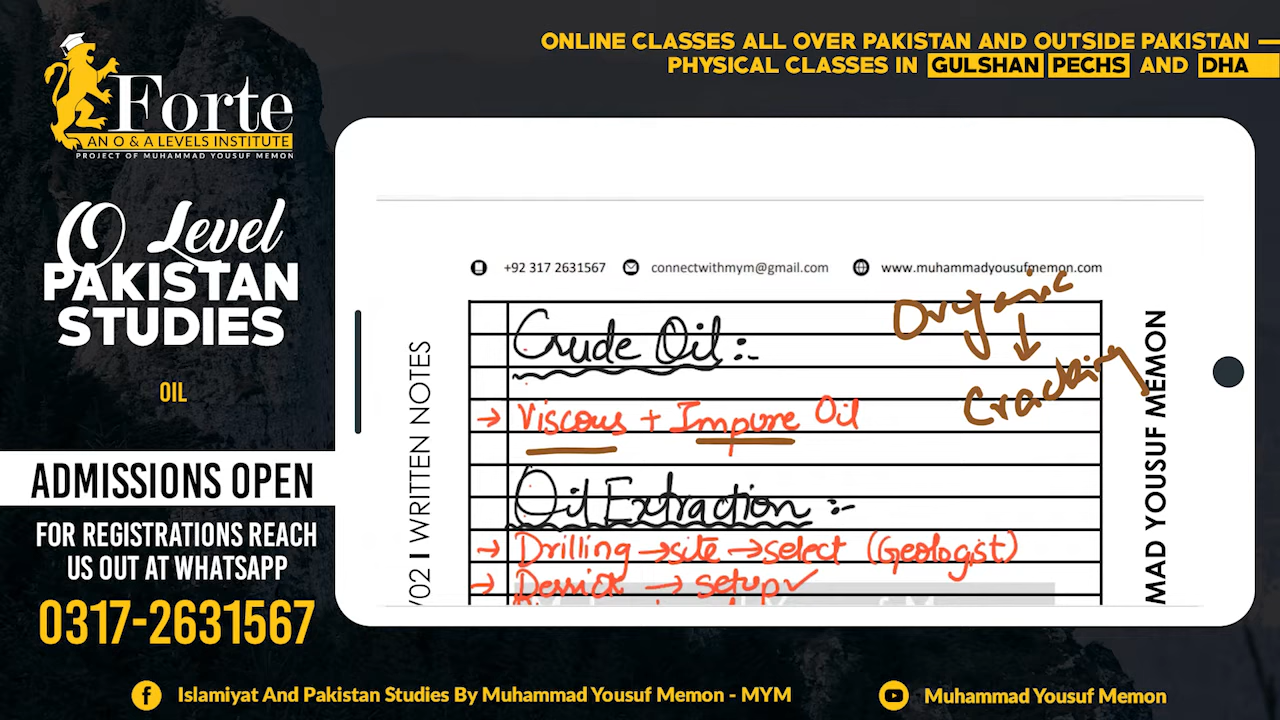 ONLINE CLASSES ALL OVER PAKISTAN AND OUTSIDE PAKISTAN
PHYSICAL CLASSES IN GULSHAN PECHS AND DHA
Forte
AN O & A LEVELS INSTITUTE
PROJECT OF MUHAMMAD YOUSUF MEMON
O Level
PAKISTAN
STUDIES
OIL
ADMISSIONS OPEN
FOR REGISTRATIONS REACH
US OUT AT WHATSAPP
0317-2631567
+92 317 2631567 connectwithmym@gmail.com www.muhammadyousufmemon.com
Organic
↓
Cracking
Crude Oil :-
→ Viscous + Impure Oil
Oil Extraction :-
→ Drilling → site → select (Geologist)
→ Derrick → setup ✓
/02 I WRITTEN NOTES
MAD YOUSUF MEMON
Islamiyat And Pakistan Studies By Muhammad Yousuf Memon - MYM
Muhammad Yousuf Memon